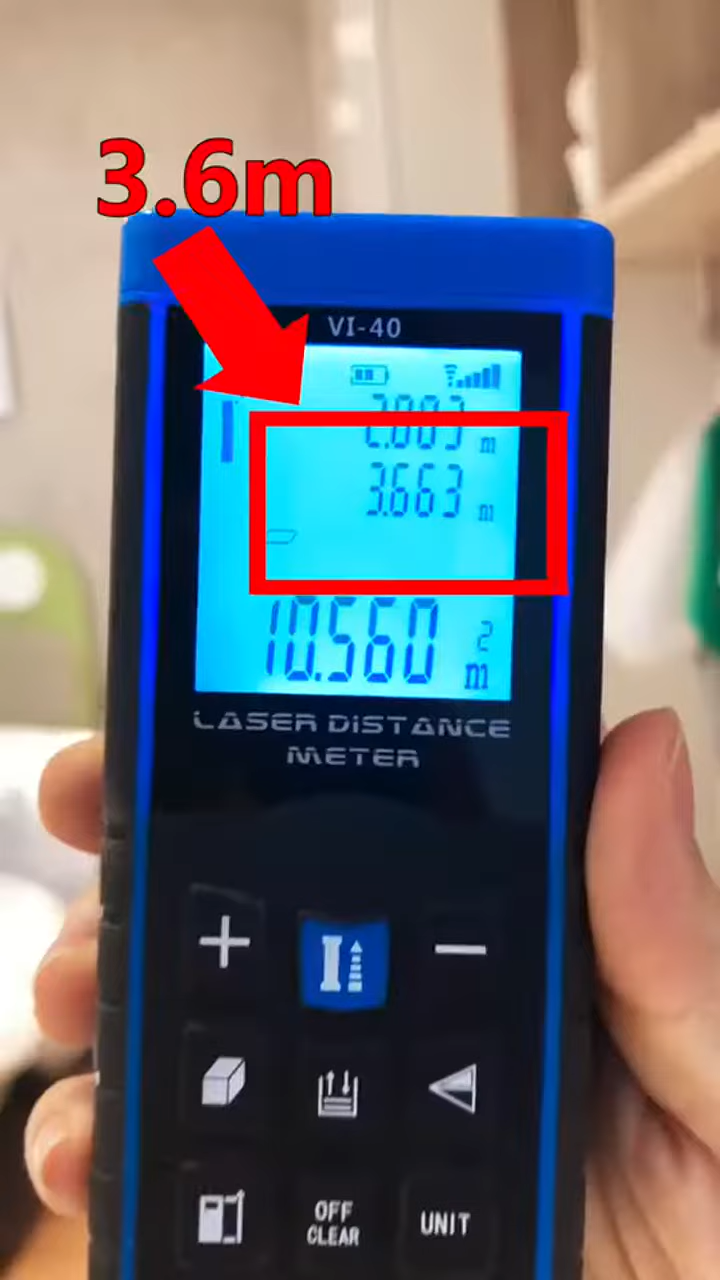 3.6m
VI-40
2.883 m
3.663 m
10.560 m2
LASER DISTANCE
METER
+
−
OFF
CLEAR
UNIT